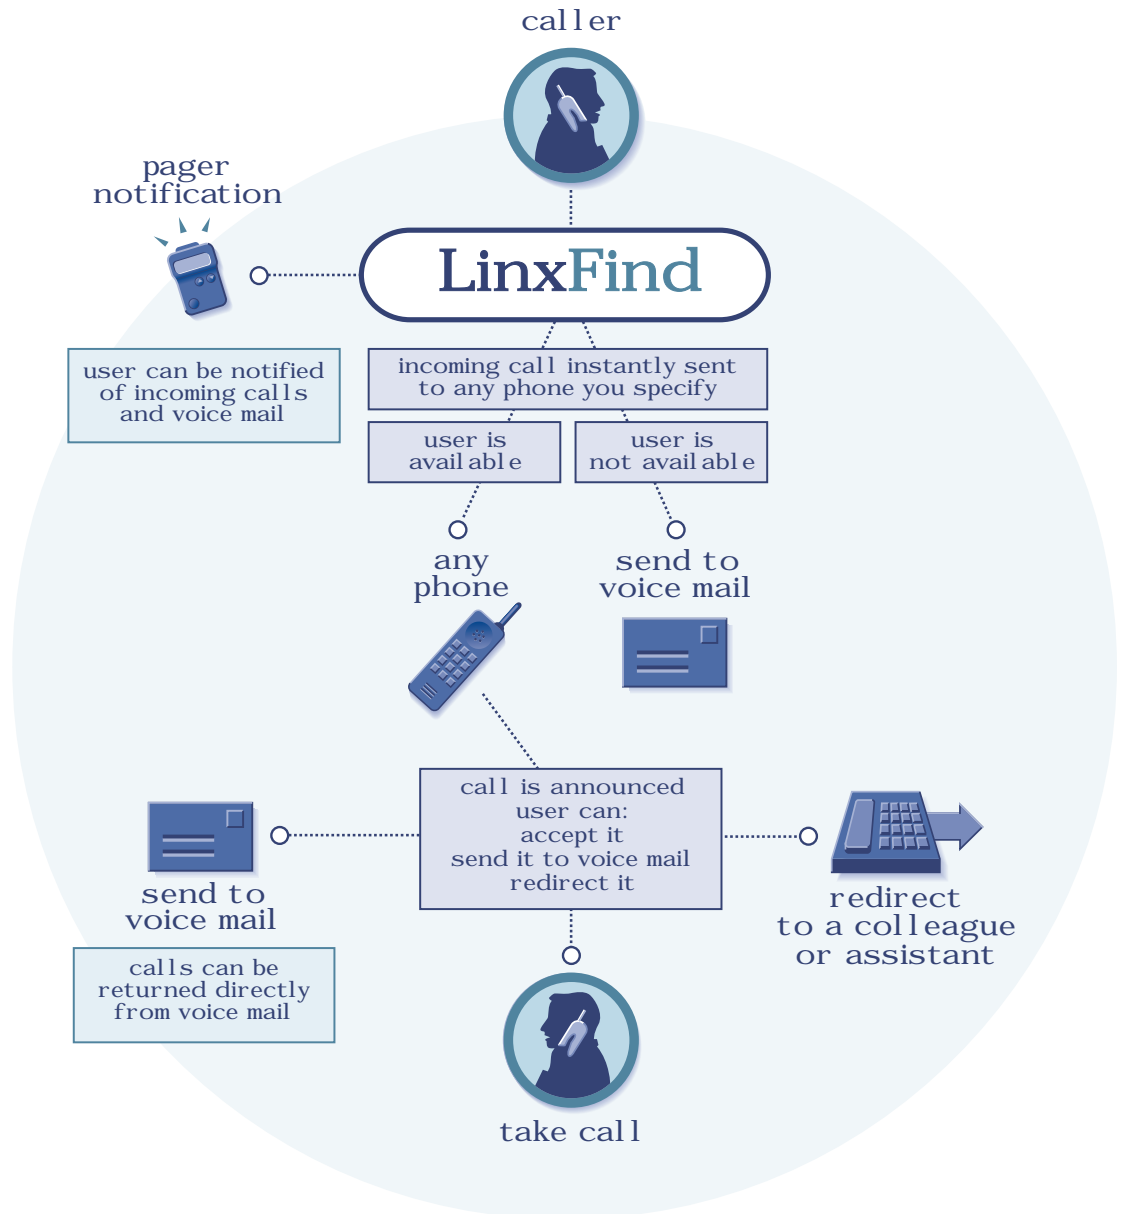 caller
pager
notification
LinxFind
user can be notified
of incoming calls
and voice mail
incoming call instantly sent
to any phone you specify
user is
available
user is
not available
any
phone
send to
voice mail
call is announced
user can:
accept it
send it to voice mail
redirect it
send to
voice mail
calls can be
returned directly
from voice mail
redirect
to a colleague
or assistant
take call